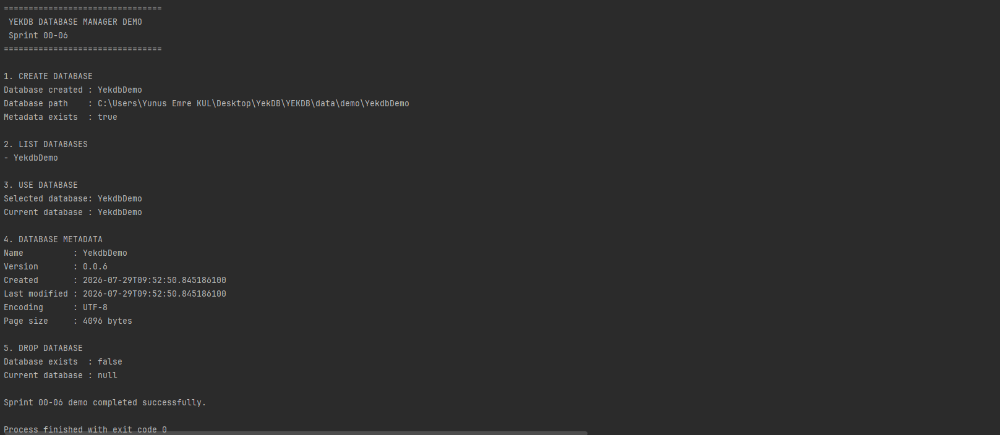 ================================
 YEKDB DATABASE MANAGER DEMO
 Sprint 00-06
================================
1. CREATE DATABASE
Database created : YekdbDemo
Database path    : C:\Users\Yunus Emre KUL\Desktop\YekDB\YEKDB\data\demo\YekdbDemo
Metadata exists  : true
2. LIST DATABASES
- YekdbDemo
3. USE DATABASE
Selected database: YekdbDemo
Current database : YekdbDemo
4. DATABASE METADATA
Name          : YekdbDemo
Version       : 0.0.6
Created       : 2026-07-29T09:52:50.845186100
Last modified : 2026-07-29T09:52:50.845186100
Encoding      : UTF-8
Page size     : 4096 bytes
5. DROP DATABASE
Database exists  : false
Current database : null
Sprint 00-06 demo completed successfully.
Process finished with exit code 0